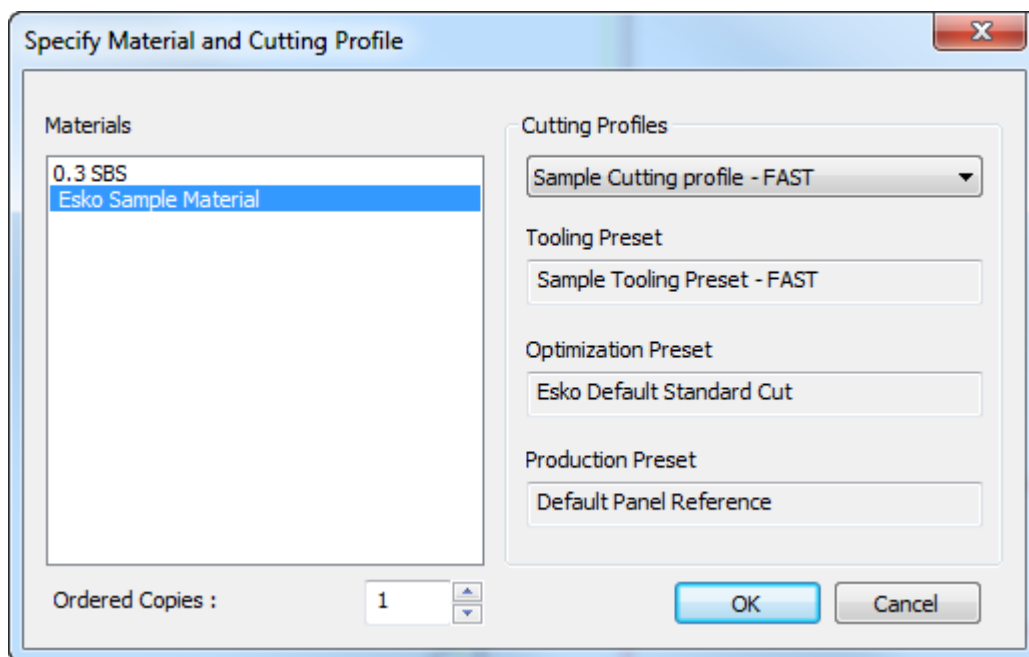 Specify Material and Cutting Profile
Materials
0.3 SBS
Esko Sample Material
Cutting Profiles
Sample Cutting profile - FAST
Tooling Preset
Sample Tooling Preset - FAST
Optimization Preset
Esko Default Standard Cut
Production Preset
Default Panel Reference
Ordered Copies : 1
OK Cancel